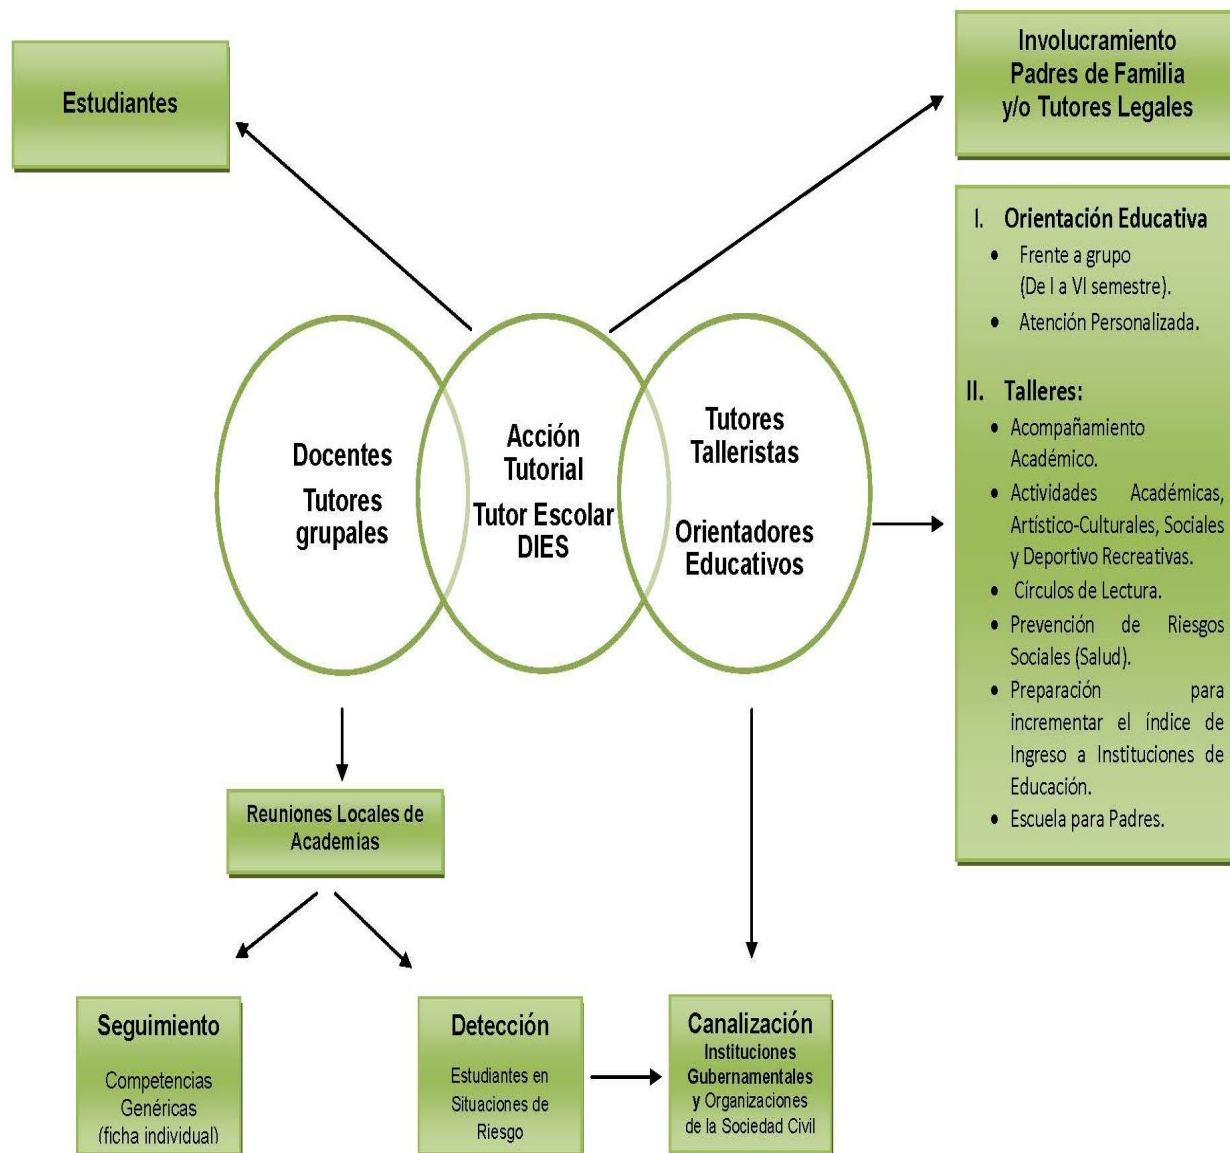 Estudiantes
Involucramiento
Padres de Familia
y/o Tutores Legales
I. Orientación Educativa
• Frente a grupo
(De I a VI semestre).
• Atención Personalizada.
II. Talleres:
• Acompañamiento
Académico.
• Actividades Académicas,
Artístico-Culturales, Sociales
y Deportivo Recreativas.
• Círculos de Lectura.
• Prevención de Riesgos
Sociales (Salud).
• Preparación para
incrementar el índice de
Ingreso a Instituciones de
Educación.
• Escuela para Padres.
Docentes
Tutores
grupales
Acción
Tutorial
Tutor Escolar
DIES
Tutores
Talleristas
Orientadores
Educativos
Reuniones Locales de
Academias
Seguimiento
Competencias
Genéricas
(ficha individual)
Detección
Estudiantes en
Situaciones de
Riesgo
Canalización
Instituciones
Gubernamentales
y Organizaciones
de la Sociedad Civil